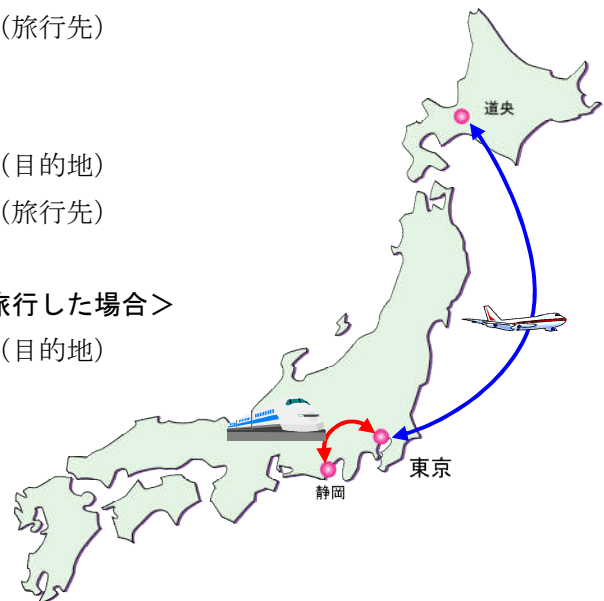 （旅行先）
道央
（目的地）
（旅行先）
旅行した場合＞
（目的地）
東京
静岡